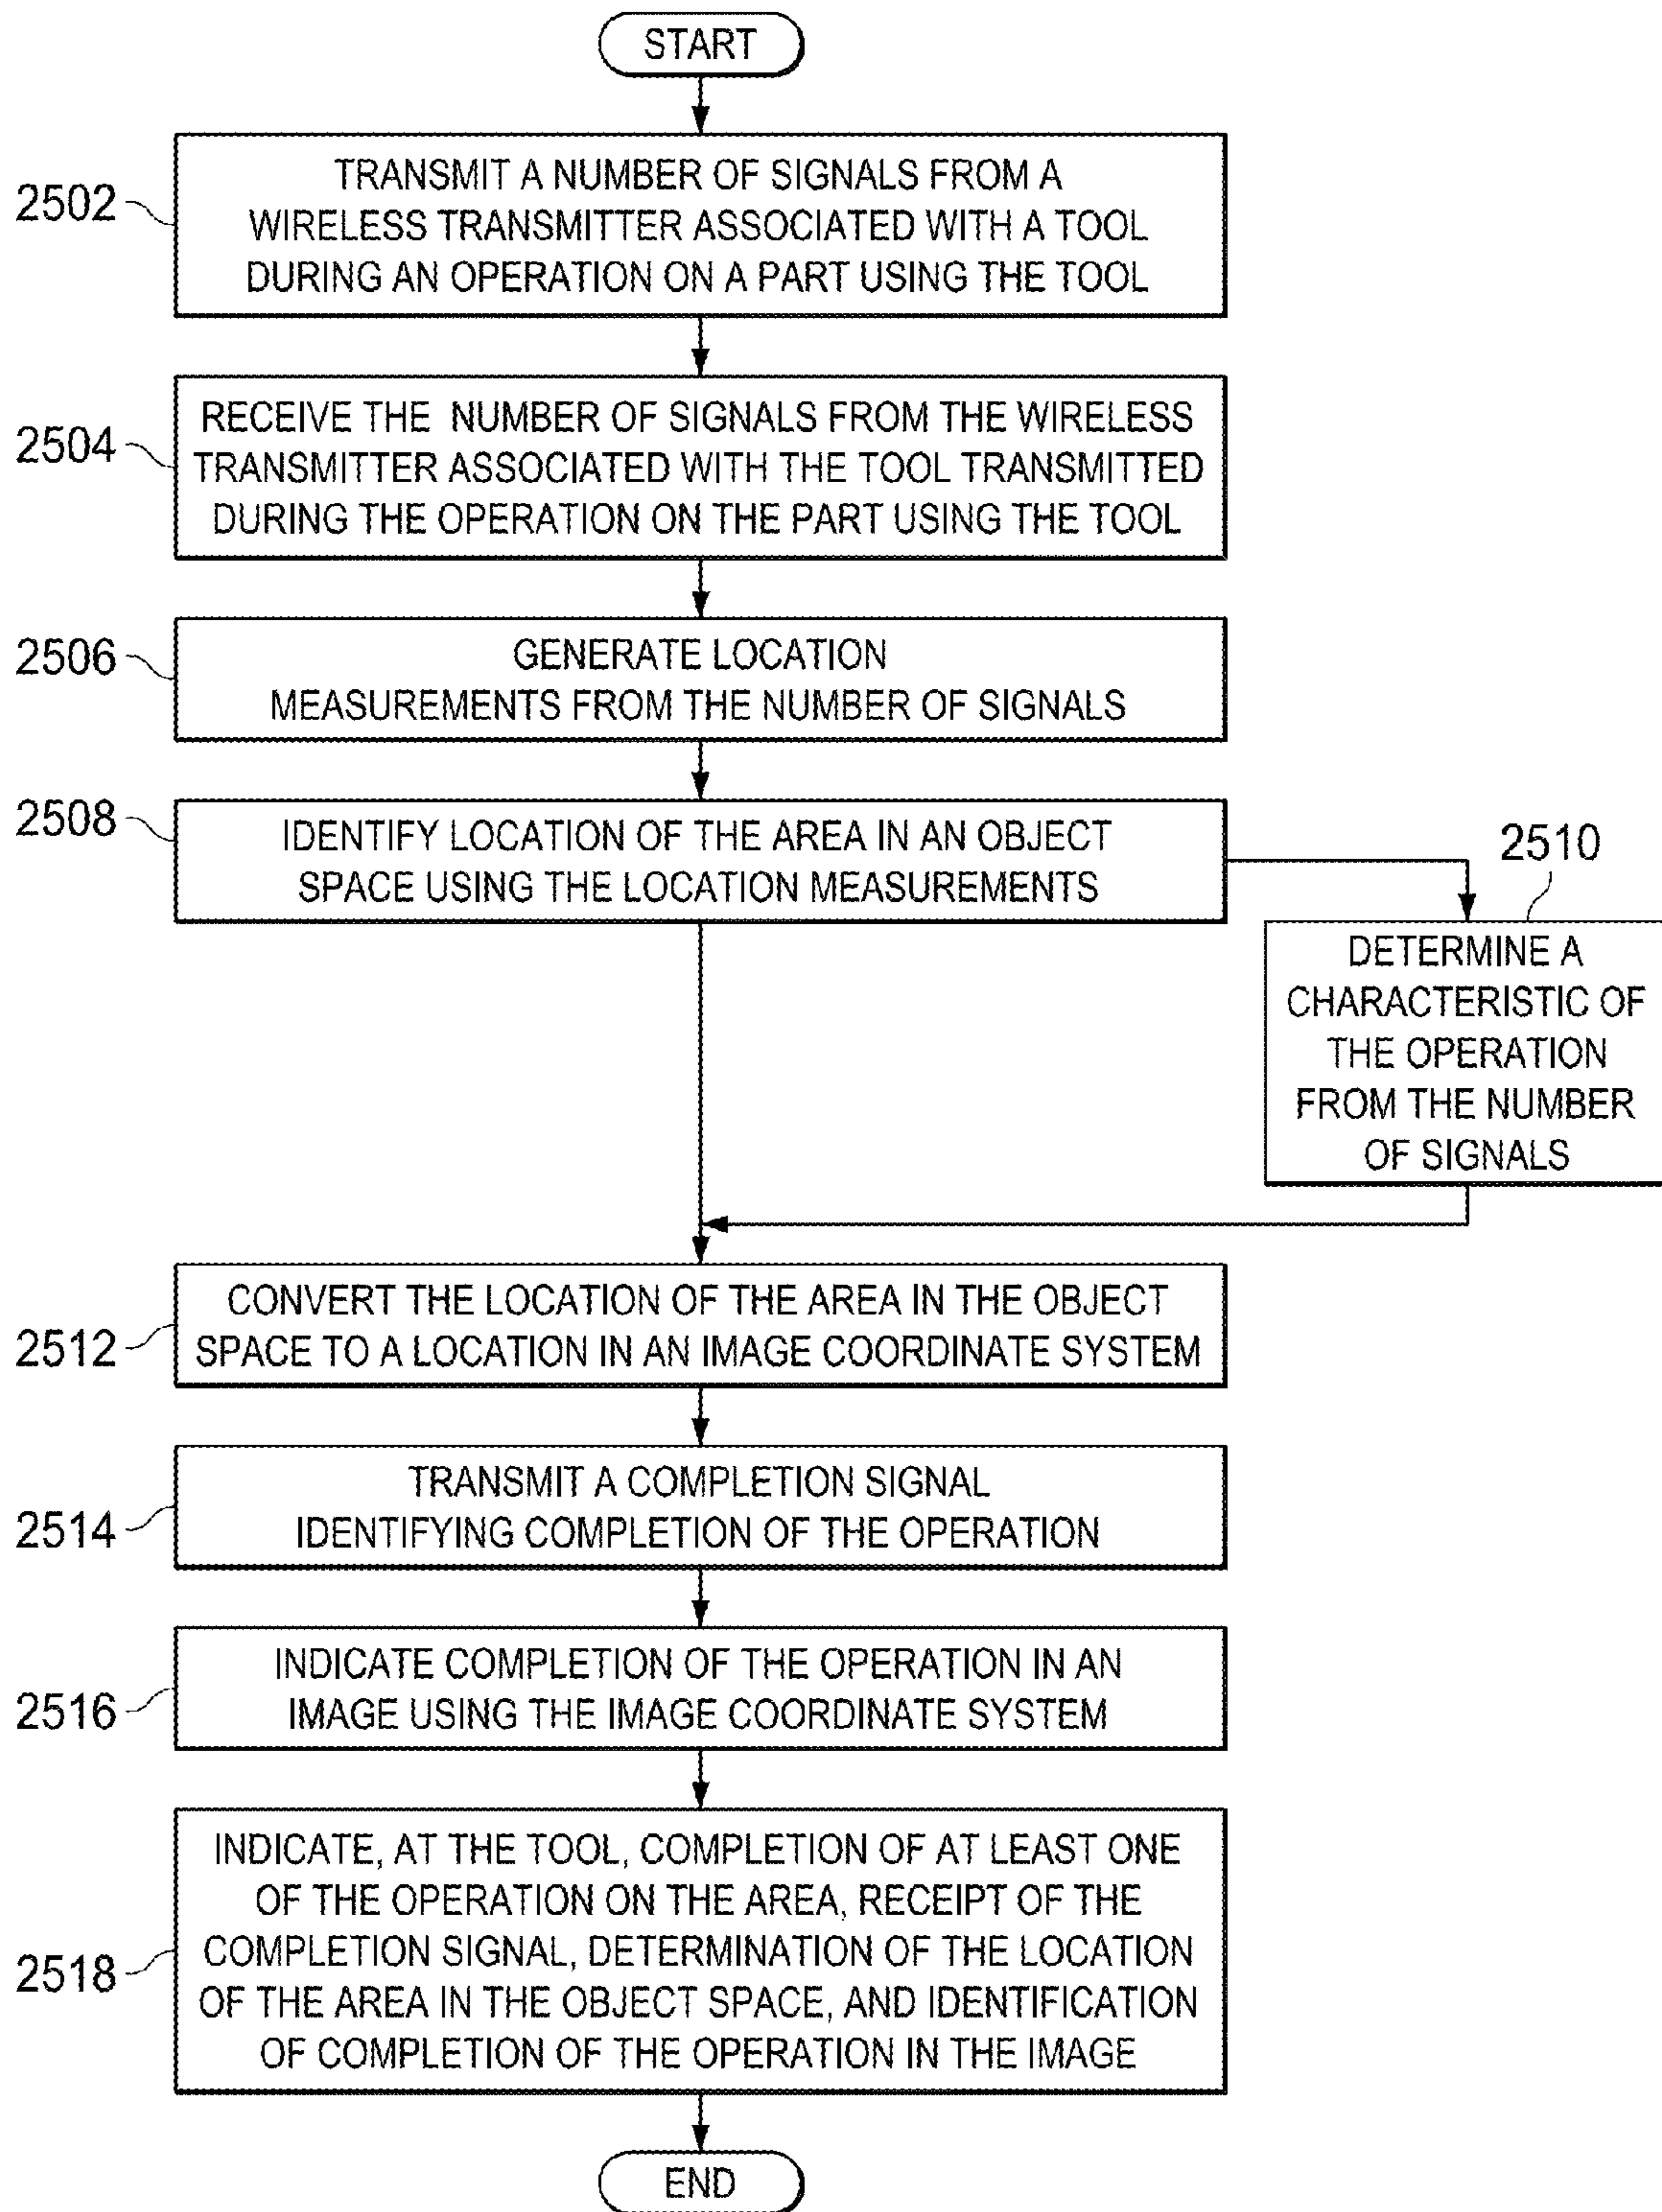 START
2502
TRANSMIT A NUMBER OF SIGNALS FROM A
WIRELESS TRANSMITTER ASSOCIATED WITH A TOOL
DURING AN OPERATION ON A PART USING THE TOOL
2504
RECEIVE THE NUMBER OF SIGNALS FROM THE WIRELESS
TRANSMITTER ASSOCIATED WITH THE TOOL TRANSMITTED
DURING THE OPERATION ON THE PART USING THE TOOL
2506
GENERATE LOCATION
MEASUREMENTS FROM THE NUMBER OF SIGNALS
2508
IDENTIFY LOCATION OF THE AREA IN AN OBJECT
SPACE USING THE LOCATION MEASUREMENTS
2510
DETERMINE A
CHARACTERISTIC OF
THE OPERATION
FROM THE NUMBER
OF SIGNALS
2512
CONVERT THE LOCATION OF THE AREA IN THE OBJECT
SPACE TO A LOCATION IN AN IMAGE COORDINATE SYSTEM
2514
TRANSMIT A COMPLETION SIGNAL
IDENTIFYING COMPLETION OF THE OPERATION
2516
INDICATE COMPLETION OF THE OPERATION IN AN
IMAGE USING THE IMAGE COORDINATE SYSTEM
2518
INDICATE, AT THE TOOL, COMPLETION OF AT LEAST ONE
OF THE OPERATION ON THE AREA, RECEIPT OF THE
COMPLETION SIGNAL, DETERMINATION OF THE LOCATION
OF THE AREA IN THE OBJECT SPACE, AND IDENTIFICATION
OF COMPLETION OF THE OPERATION IN THE IMAGE
END